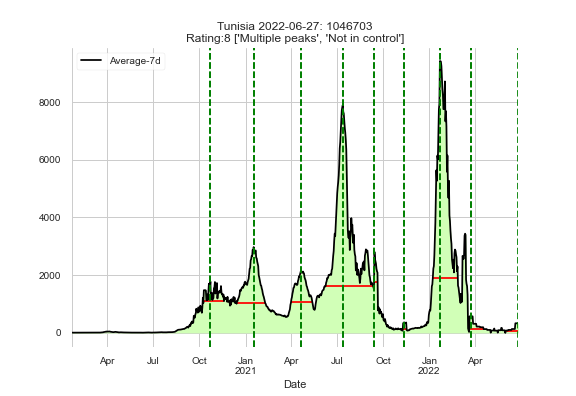 Tunisia 2022-06-27: 1046703
Rating:8 ['Multiple peaks', 'Not in control']
Average-7d
8000
6000
4000
2000
0
Apr Jul Oct Jan Apr Jul Oct Jan Apr
2021 2022
Date